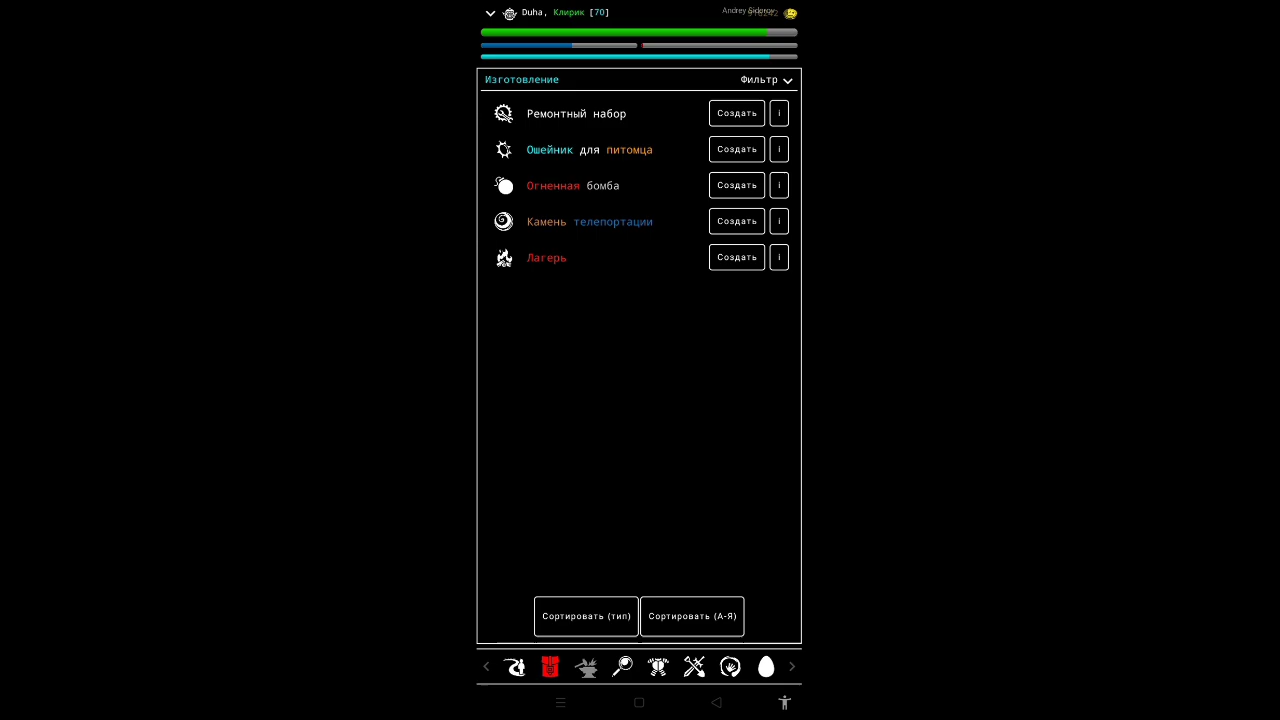 Duha, Клирик [70]
Andrey Siderov
Изготовление
Фильтр
Ремонтный набор
Создать
i
Ошейник для питомца
Создать
i
Огненная бомба
Создать
i
Камень телепортации
Создать
i
Лагерь
Создать
i
Сортировать (тип)
Сортировать (А-Я)